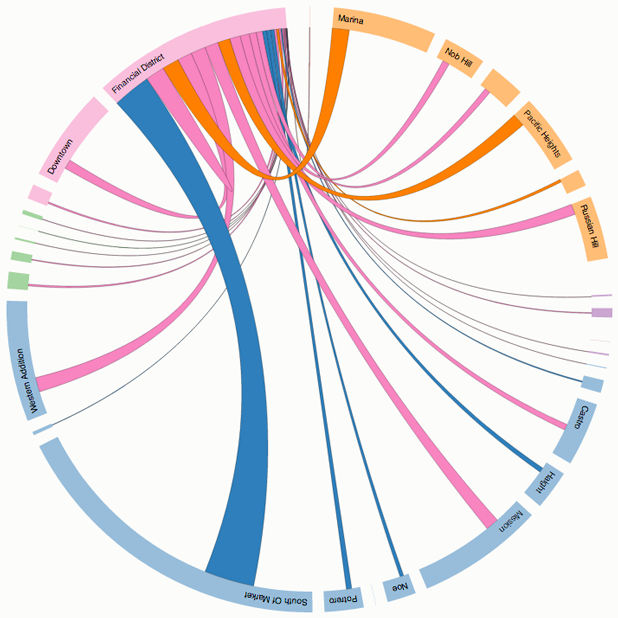 Marina
Nob Hill
Pacific Heights
Russian Hill
Castro
Haight
Mission
Noe
Potrero
South Of Market
Western Addition
Downtown
Financial District